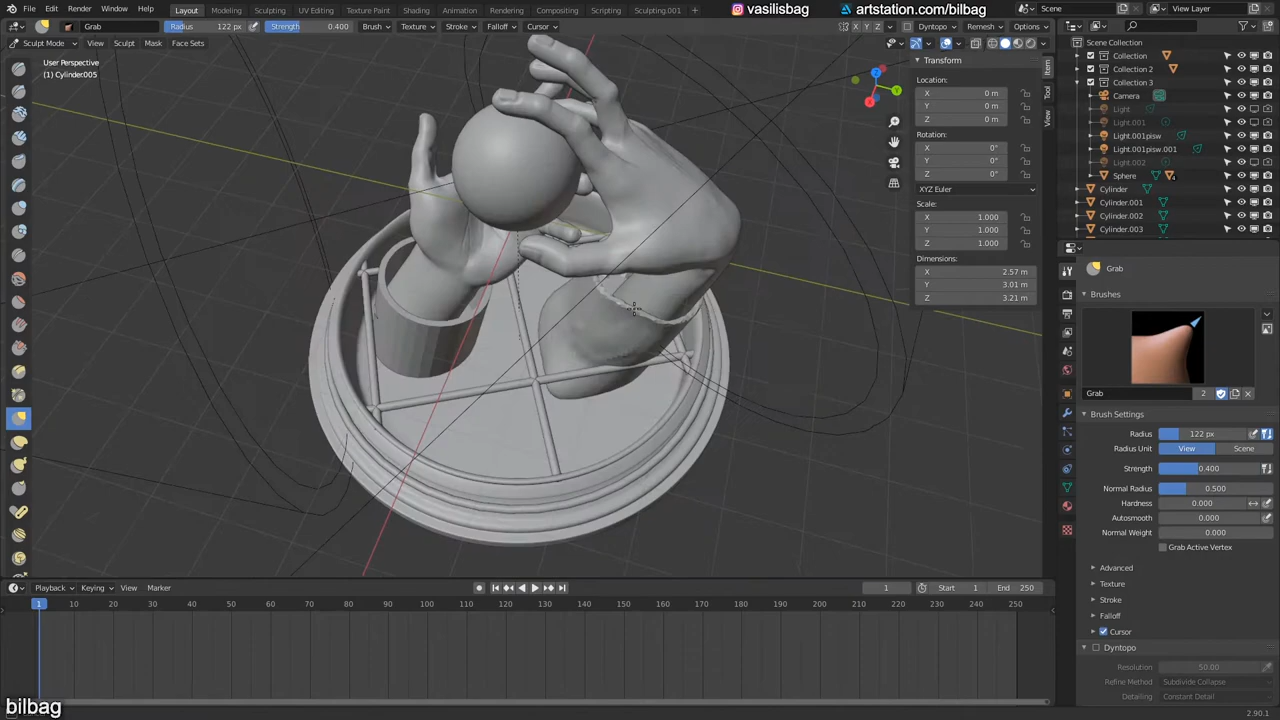 File Edit Render Window Help
Layout Modeling Sculpting UV Editing Texture Paint Shading Animation Rendering Compositing Scripting Sculpting.001
vasilisbag
artstation.com/bilbag
Scene
View Layer
Grab Radius 122 px Strength 0.400 Brush Texture Stroke Falloff Cursor
X Y Z Dyntopo Remesh Options
Sculpt Mode View Sculpt Mask Face Sets
User Perspective
(1) Cylinder005
Transform
Location:
X 0 m
Y 0 m
Z 0 m
Rotation:
X 0°
Y 0°
Z 0°
XYZ Euler
Scale:
X 1.000
Y 1.000
Z 1.000
Dimensions:
X 2.57 m
Y 3.01 m
Z 3.21 m
Item
Tool
View
Scene Collection
Collection
Collection 2
Collection 3
Camera
Light
Light.001
Light.001pisw
Light.001pisw.001
Light.002
Sphere
Cylinder
Cylinder.001
Cylinder.002
Cylinder.003
Grab
Brushes
Grab 2
Brush Settings
Radius 122 px
Radius Unit View Scene
Strength 0.400
Normal Radius 0.500
Hardness 0.000
Autosmooth 0.000
Normal Weight 0.000
Grab Active Vertex
Advanced
Texture
Stroke
Falloff
Cursor
Dyntopo
Resolution 50.00
Refine Method Subdivide Collapse
Detailing Constant Detail
Playback Keying View Marker
1 Start 1 End 250
1 10 20 30 40 50 60 70 80 90 100 110 120 130 140 150 160 170 180 190 200 210 220 230 240 250
bilbag
2.90.1